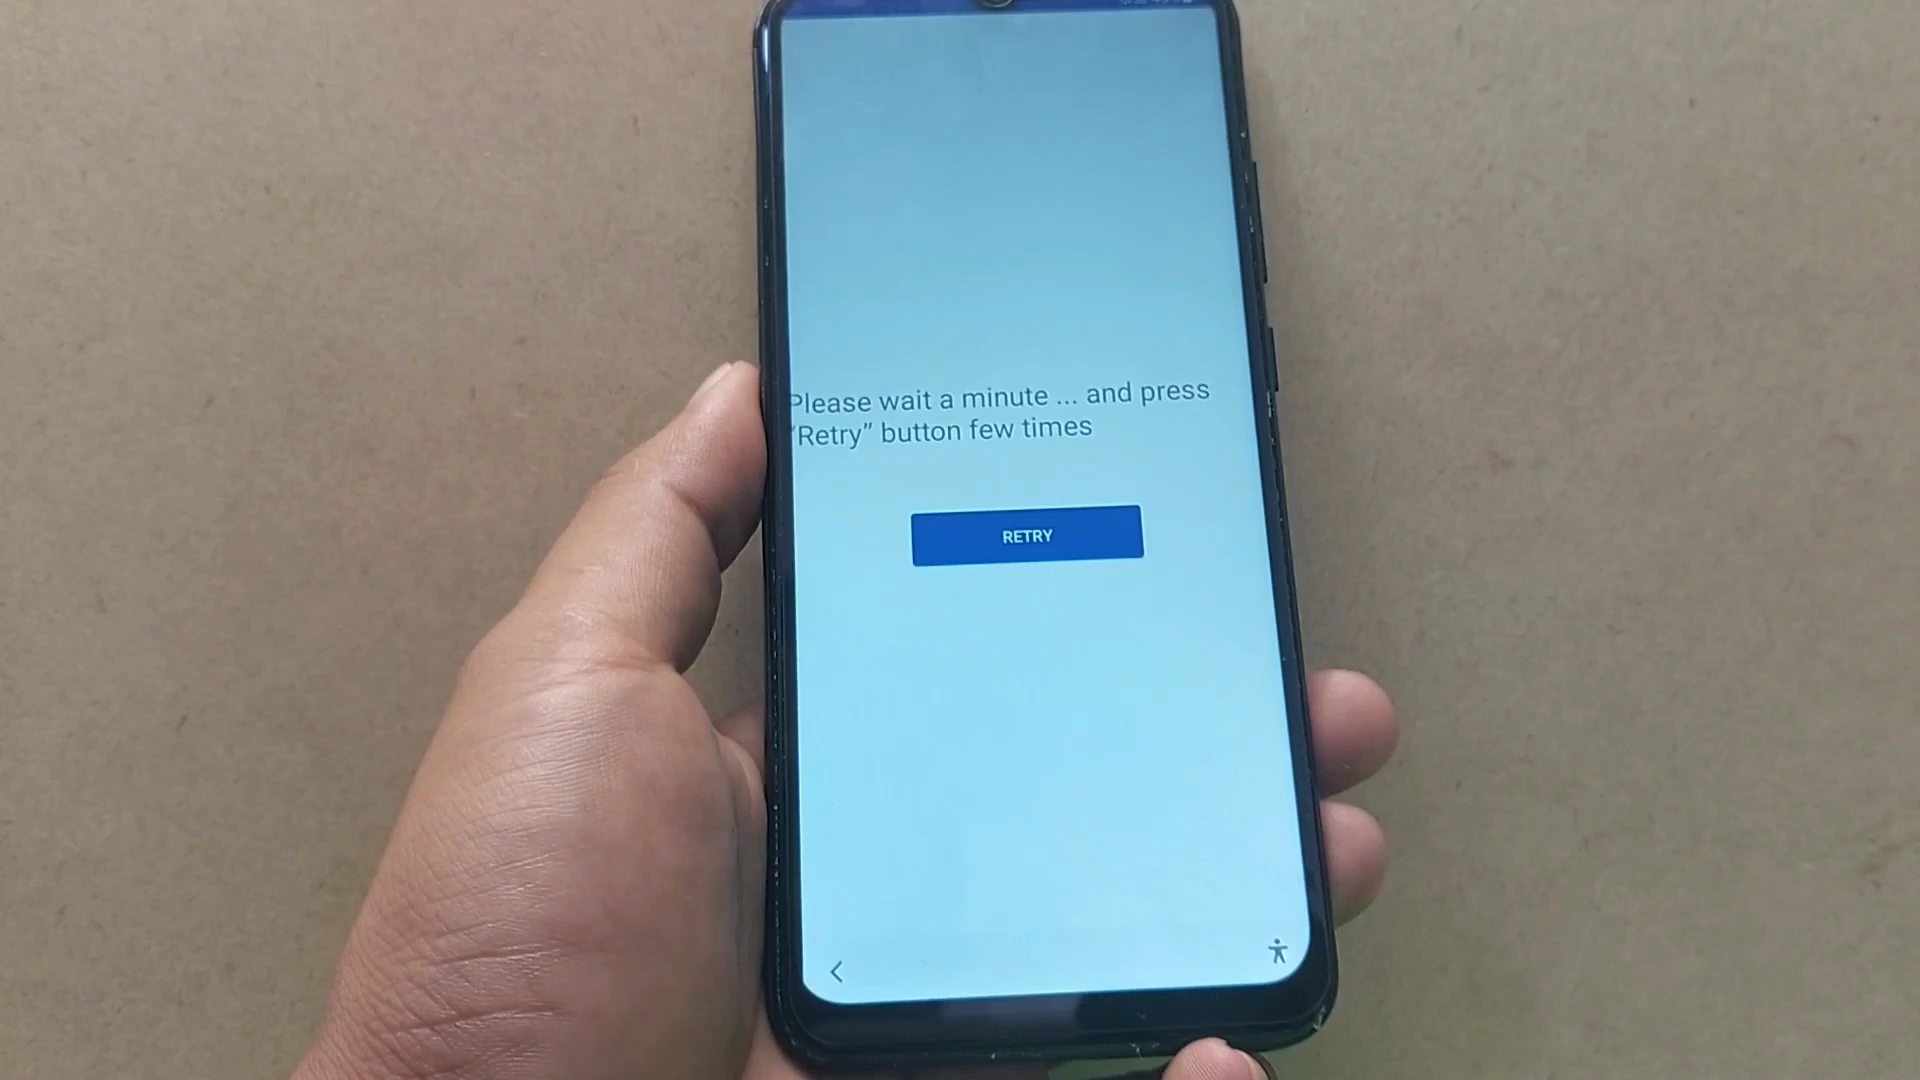 Please wait a minute ... and press
“Retry” button few times
RETRY